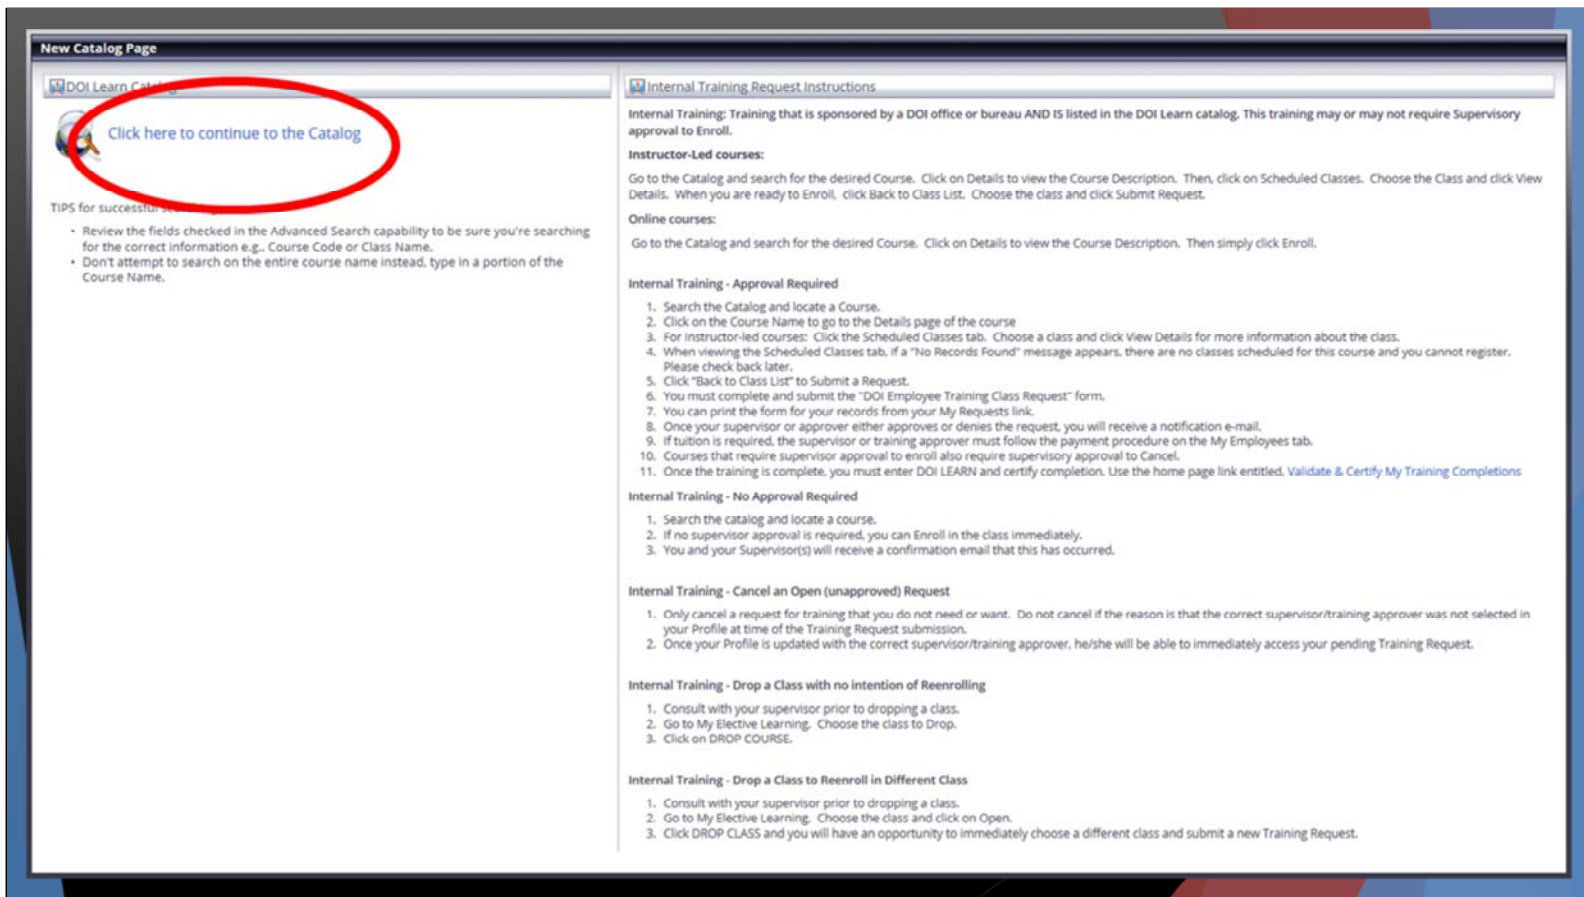 New Catalog Page
DOI Learn Catalog
Click here to continue to the Catalog
TIPS for successful
• Review the fields checked in the Advanced Search capability to be sure you're searching
for the correct information e.g., Course Code or Class Name.
• Don't attempt to search on the entire course name instead, type in a portion of the
Course Name.
Internal Training Request Instructions
Internal Training: Training that is sponsored by a DOI office or bureau AND IS listed in the DOI Learn catalog. This training may or may not require Supervisory
approval to Enroll.
Instructor-Led courses:
Go to the Catalog and search for the desired Course. Click on Details to view the Course Description. Then, click on Scheduled Classes. Choose the Class and click View
Details. When you are ready to Enroll, click Back to Class List. Choose the class and click Submit Request.
Online courses:
Go to the Catalog and search for the desired Course. Click on Details to view the Course Description. Then simply click Enroll.
Internal Training - Approval Required
1. Search the Catalog and locate a Course.
2. Click on the Course Name to go to the Details page of the course
3. For Instructor-led courses: Click the Scheduled Classes tab. Choose a class and click View Details for more information about the class.
4. When viewing the Scheduled Classes tab, if a "No Records Found" message appears, there are no classes scheduled for this course and you cannot register.
Please check back later.
5. Click "Back to Class List" to Submit a Request.
6. You must complete and submit the "DOI Employee Training Class Request" form.
7. You can print the form for your records from your My Requests link.
8. Once your supervisor or approver either approves or denies the request, you will receive a notification e-mail.
9. If tuition is required, the supervisor or training approver must follow the payment procedure on the My Employees tab.
10. Courses that require supervisor approval to enroll also require supervisory approval to Cancel.
11. Once the training is complete, you must enter DOI LEARN and certify completion. Use the home page link entitled. Validate & Certify My Training Completions
Internal Training - No Approval Required
1. Search the catalog and locate a course.
2. If no supervisor approval is required, you can Enroll in the class immediately.
3. You and your Supervisor(s) will receive a confirmation email that this has occurred.
Internal Training - Cancel an Open (unapproved) Request
1. Only cancel a request for training that you do not need or want. Do not cancel if the reason is that the correct supervisor/training approver was not selected in
your Profile at time of the Training Request submission.
2. Once your Profile is updated with the correct supervisor/training approver, he/she will be able to immediately access your pending Training Request.
Internal Training - Drop a Class with no intention of Reenrolling
1. Consult with your supervisor prior to dropping a class.
2. Go to My Elective Learning. Choose the class to Drop.
3. Click on DROP COURSE.
Internal Training - Drop a Class to Reenroll in Different Class
1. Consult with your supervisor prior to dropping a class.
2. Go to My Elective Learning. Choose the class and click on Open.
3. Click DROP CLASS and you will have an opportunity to immediately choose a different class and submit a new Training Request.